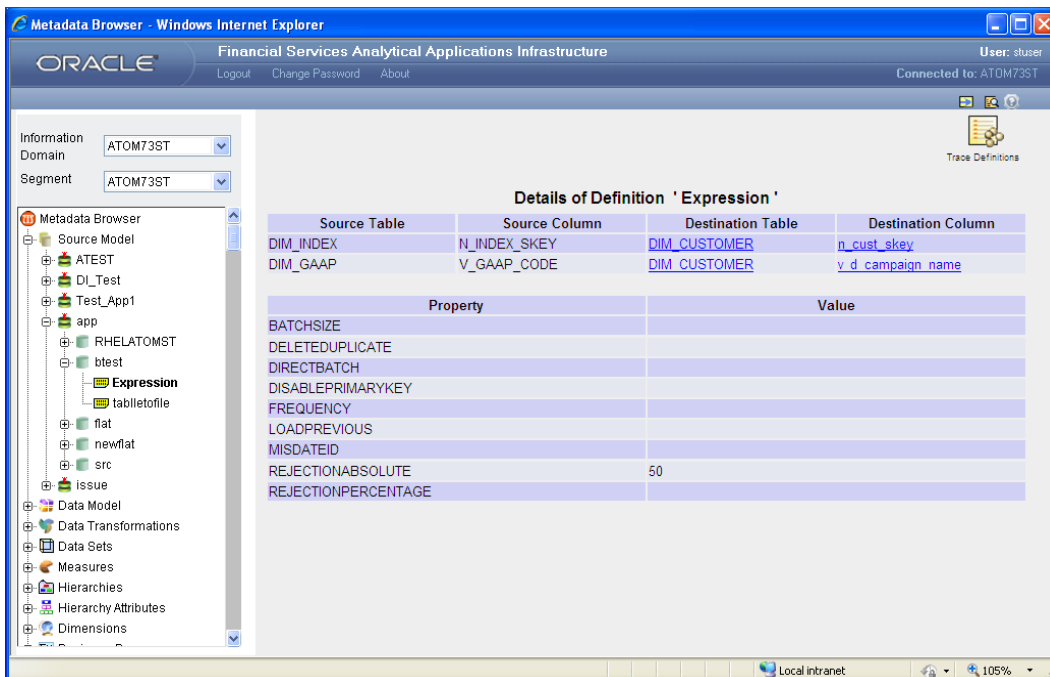 Metadata Browser - Windows Internet Explorer
ORACLE
Financial Services Analytical Applications Infrastructure
User: stuser
Logout Change Password About
Connected to: ATOM73ST
Information Domain
ATOM73ST
Segment
ATOM73ST
Trace Definitions
Metadata Browser
Source Model
ATEST
DI_Test
Test_App1
app
RHELATOMST
btest
Expression
tablletofile
flat
newflat
src
issue
Data Model
Data Transformations
Data Sets
Measures
Hierarchies
Hierarchy Attributes
Dimensions
Details of Definition ' Expression '
Source Table Source Column Destination Table Destination Column
DIM_INDEX N_INDEX_SKEY DIM_CUSTOMER n_cust_skey
DIM_GAAP V_GAAP_CODE DIM_CUSTOMER v_d_campaign_name
Property Value
BATCHSIZE
DELETEDUPLICATE
DIRECTBATCH
DISABLEPRIMARYKEY
FREQUENCY
LOADPREVIOUS
MISDATEID
REJECTIONABSOLUTE 50
REJECTIONPERCENTAGE
Local intranet
105%